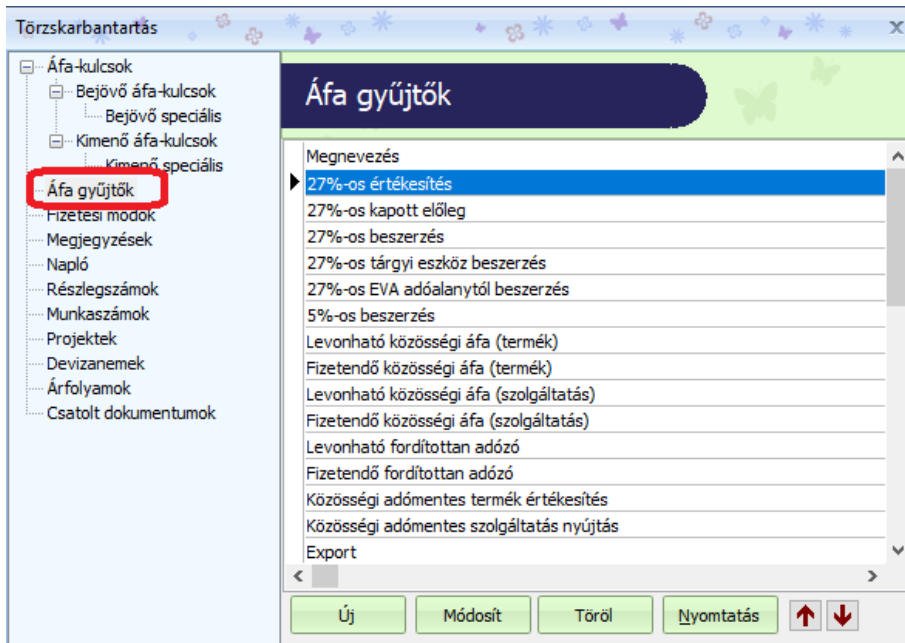 Törzskarbantartás
Áfa-kulcsok
Bejövő áfa-kulcsok
Bejövő speciális
Kimenő áfa-kulcsok
Kimenő speciális
Áfa gyűjtők
Fizetési módok
Megjegyzések
Napló
Részlegszámok
Munkaszámok
Projektek
Devizanemek
Árfolyamok
Csatolt dokumentumok
Áfa gyűjtők
Megnevezés
27%-os értékesítés
27%-os kapott előleg
27%-os beszerzés
27%-os tárgyi eszköz beszerzés
27%-os EVA adóalanytól beszerzés
5%-os beszerzés
Levonható közösségi áfa (termék)
Fizetendő közösségi áfa (termék)
Levonható közösségi áfa (szolgáltatás)
Fizetendő közösségi áfa (szolgáltatás)
Levonható fordítottan adózó
Fizetendő fordítottan adózó
Közösségi adómentes termék értékesítés
Közösségi adómentes szolgáltatás nyújtás
Export
Új Módosít Töröl Nyomtatás